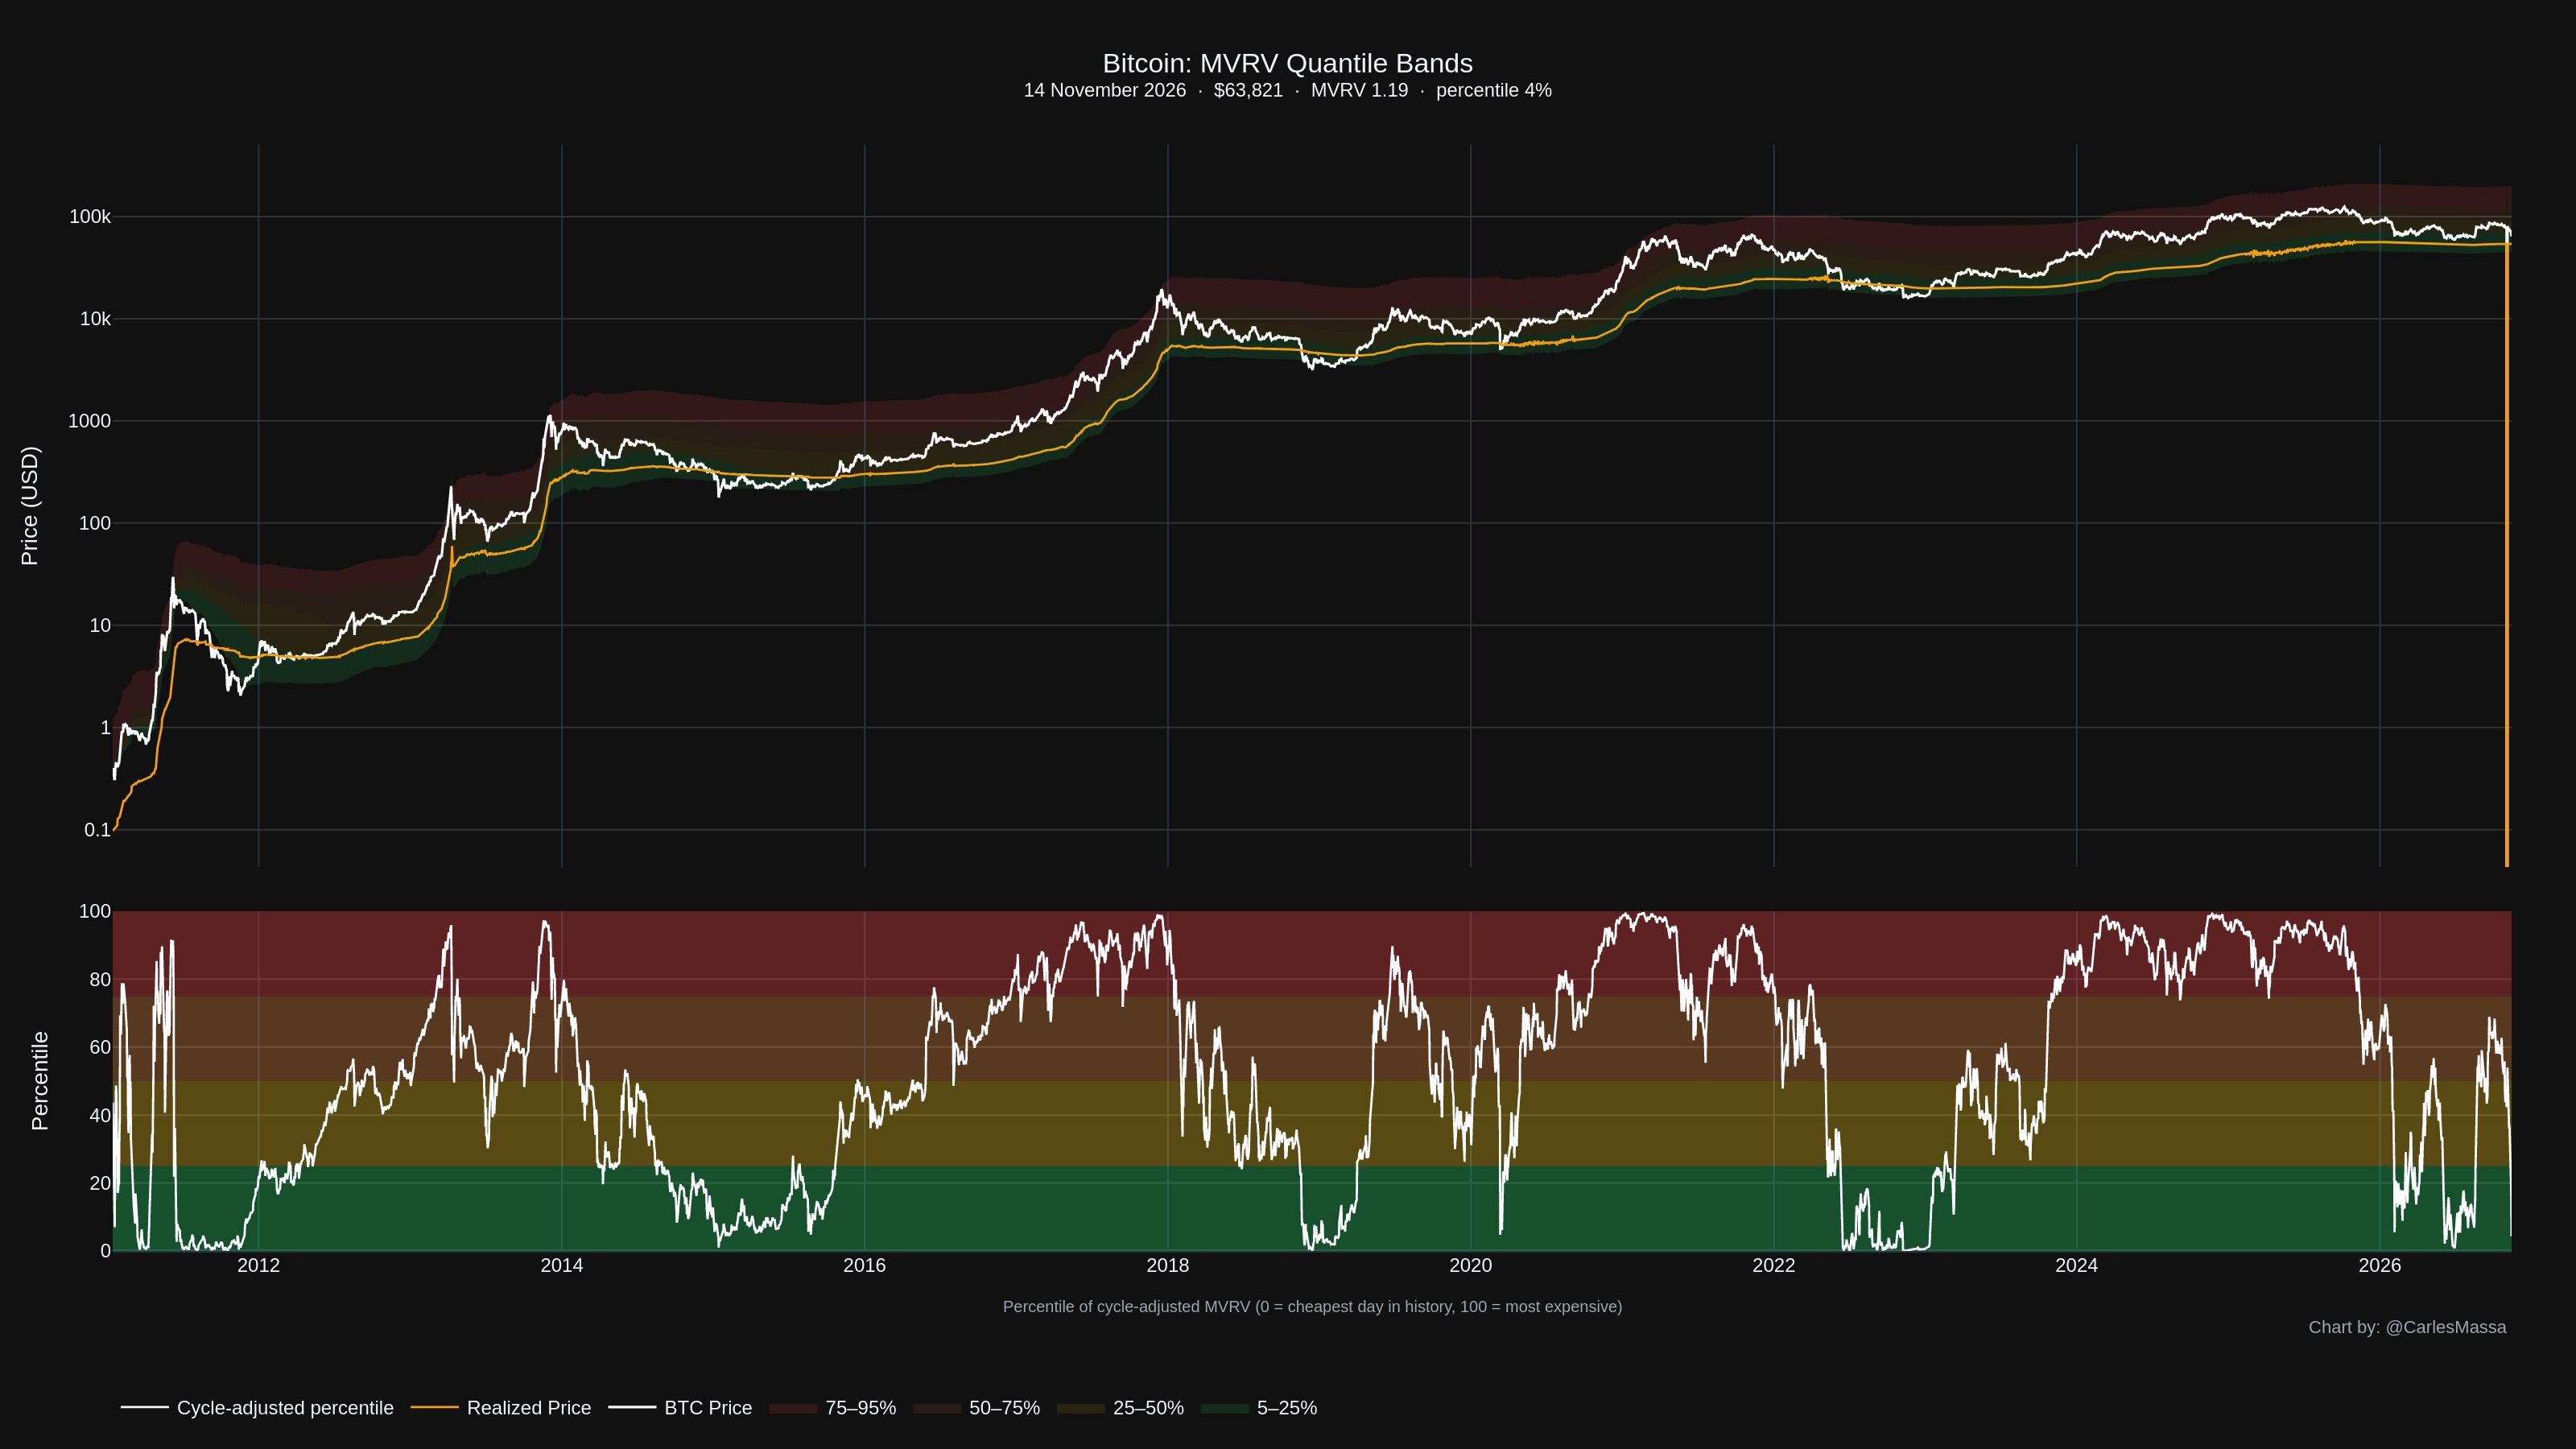 Bitcoin: MVRV Quantile Bands
14 November 2026 · $63,821 · MVRV 1.19 · percentile 4%
Price (USD)
100k
10k
1000
100
10
1
0.1
Percentile
100
80
60
40
20
0
2012 2014 2016 2018 2020 2022 2024 2026
Percentile of cycle-adjusted MVRV (0 = cheapest day in history, 100 = most expensive)
Chart by: @CarlesMassa
Cycle-adjusted percentile Realized Price BTC Price 75–95% 50–75% 25–50% 5–25%